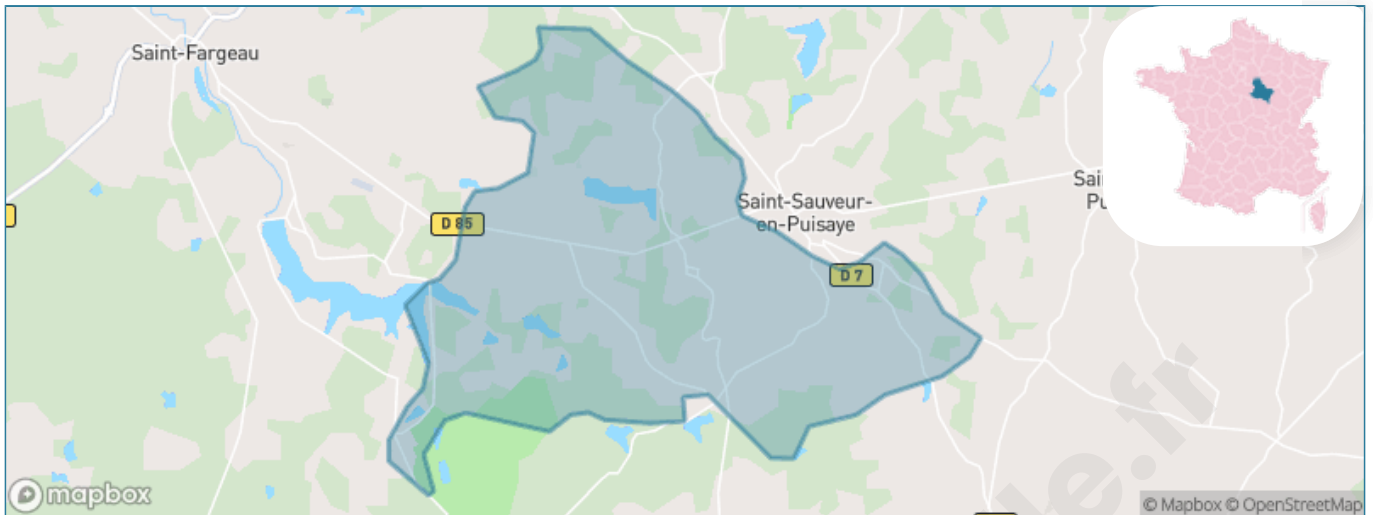 Saint-Fargeau
D 85
Saint-Sauveur-
en-Puisaye
D 7
mapbox
© Mapbox © OpenStreetMap